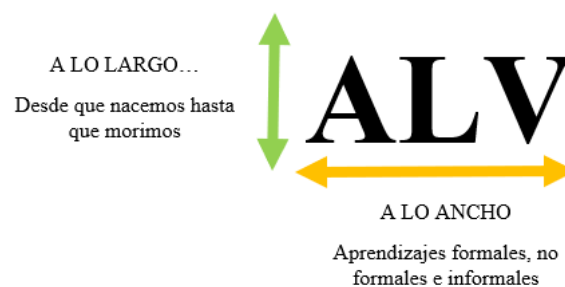 A LO LARGO…
Desde que nacemos hasta
que morimos
ALV
A LO ANCHO
Aprendizajes formales, no
formales e informales